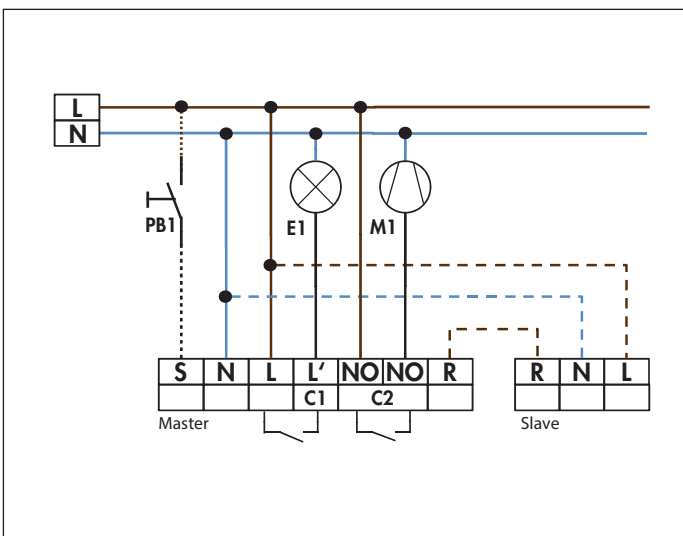 L
N
PB1
E1
M1
S N L L’ NO NO R
C1 C2
Master
R N L
Slave